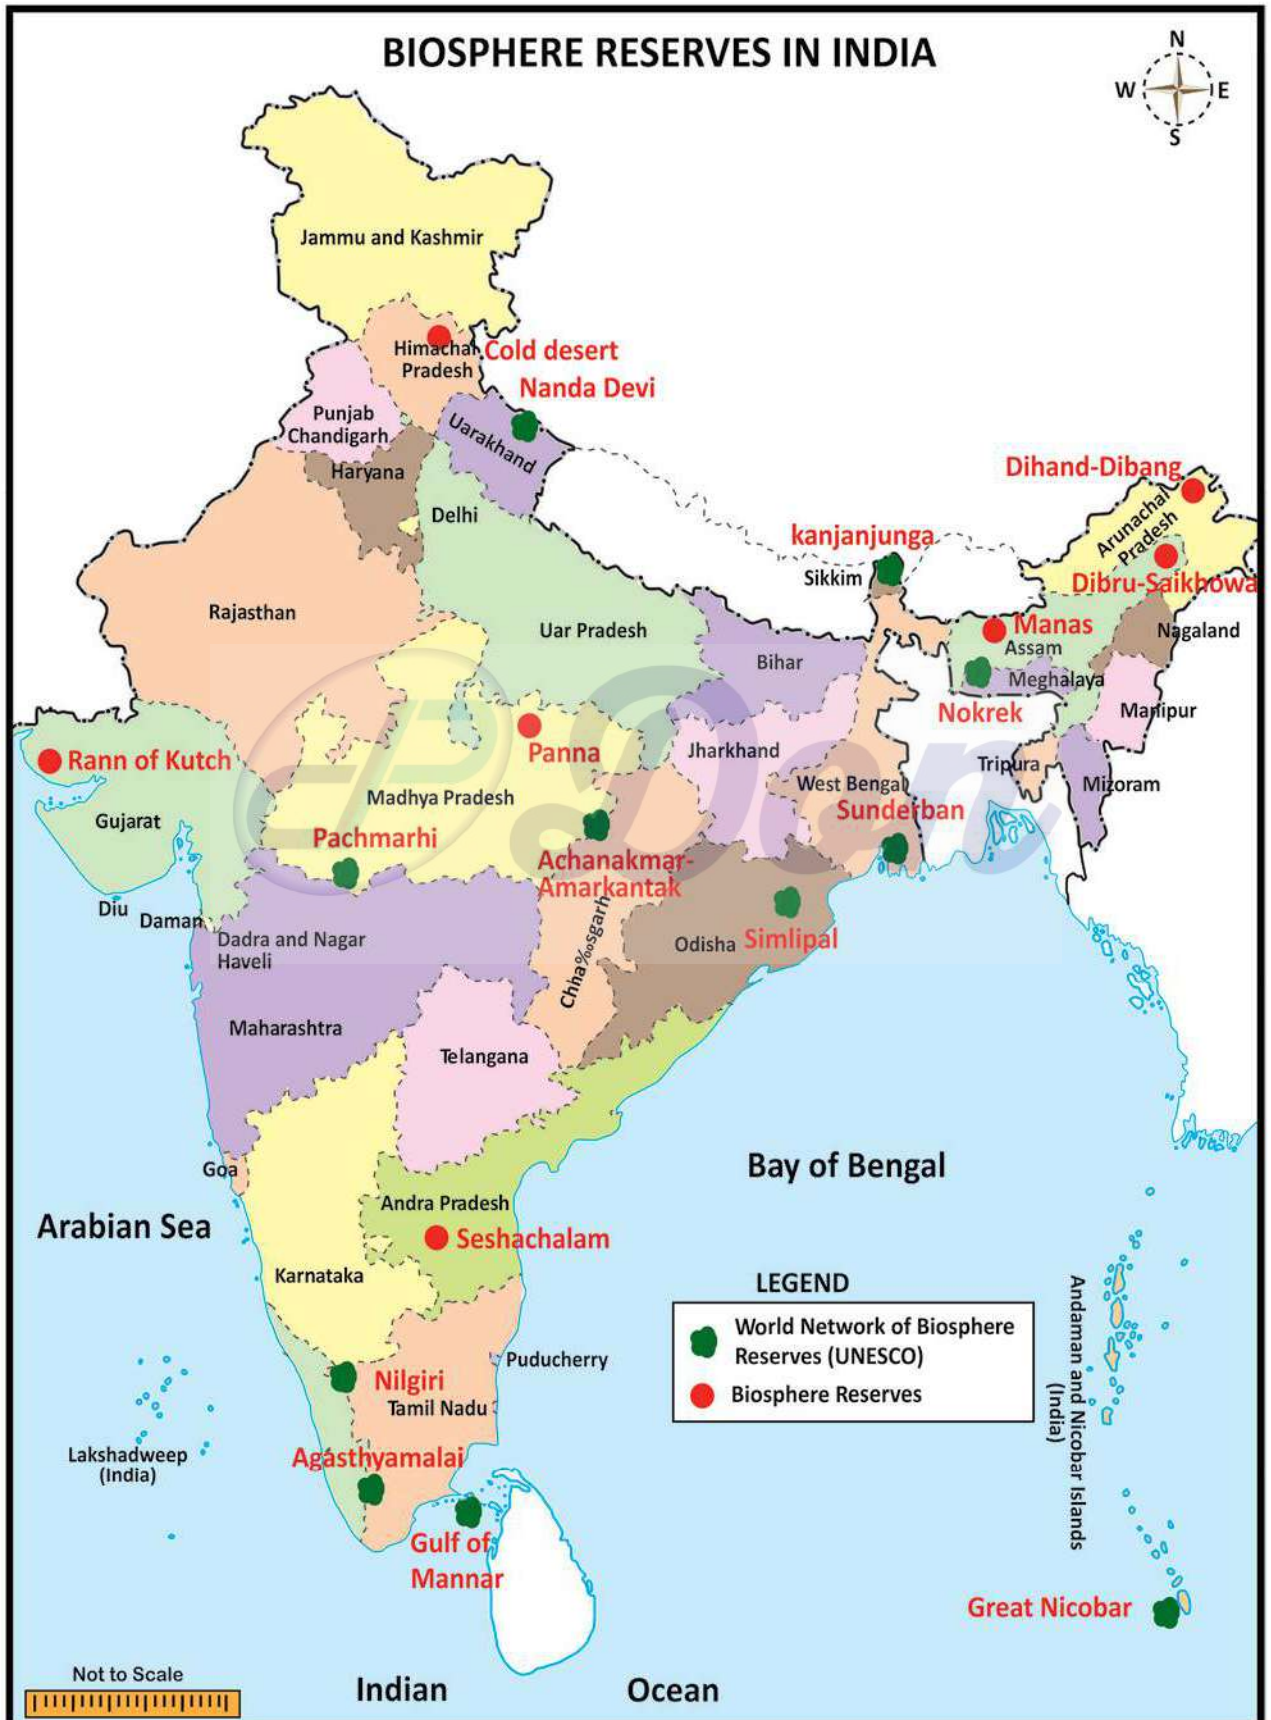 BIOSPHERE RESERVES IN INDIA
N
W
E
S
Jammu and Kashmir
Himachal
Pradesh
Cold desert
Nanda Devi
Punjab
Chandigarh
Uarakhand
Haryana
Delhi
Dihand-Dibang
Arunachal
Pradesh
kanjanjunga
Sikkim
Dibru-Saikhowa
Rajasthan
Uar Pradesh
Manas
Nagaland
Assam
Bihar
Meghalaya
Nokrek
Manipur
Rann of Kutch
Panna
Jharkhand
Tripura
Mizoram
Madhya Pradesh
West Bengal
Gujarat
Sunderban
Pachmarhi
Achanakmar-
Amarkantak
Diu
Daman
Dadra and Nagar
Haveli
Chna‰sgarh
Odisha
Simlipal
Maharashtra
Telangana
Goa
Bay of Bengal
Arabian Sea
Andra Pradesh
Seshachalam
Karnataka
LEGEND
World Network of Biosphere
Reserves (UNESCO)
Biosphere Reserves
Andaman and Nicobar Islands
(India)
Puducherry
Nilgiri
Tamil Nadu
Lakshadweep
(India)
Agasthyamalai
Gulf of
Mannar
Great Nicobar
Not to Scale
Indian
Ocean
Don